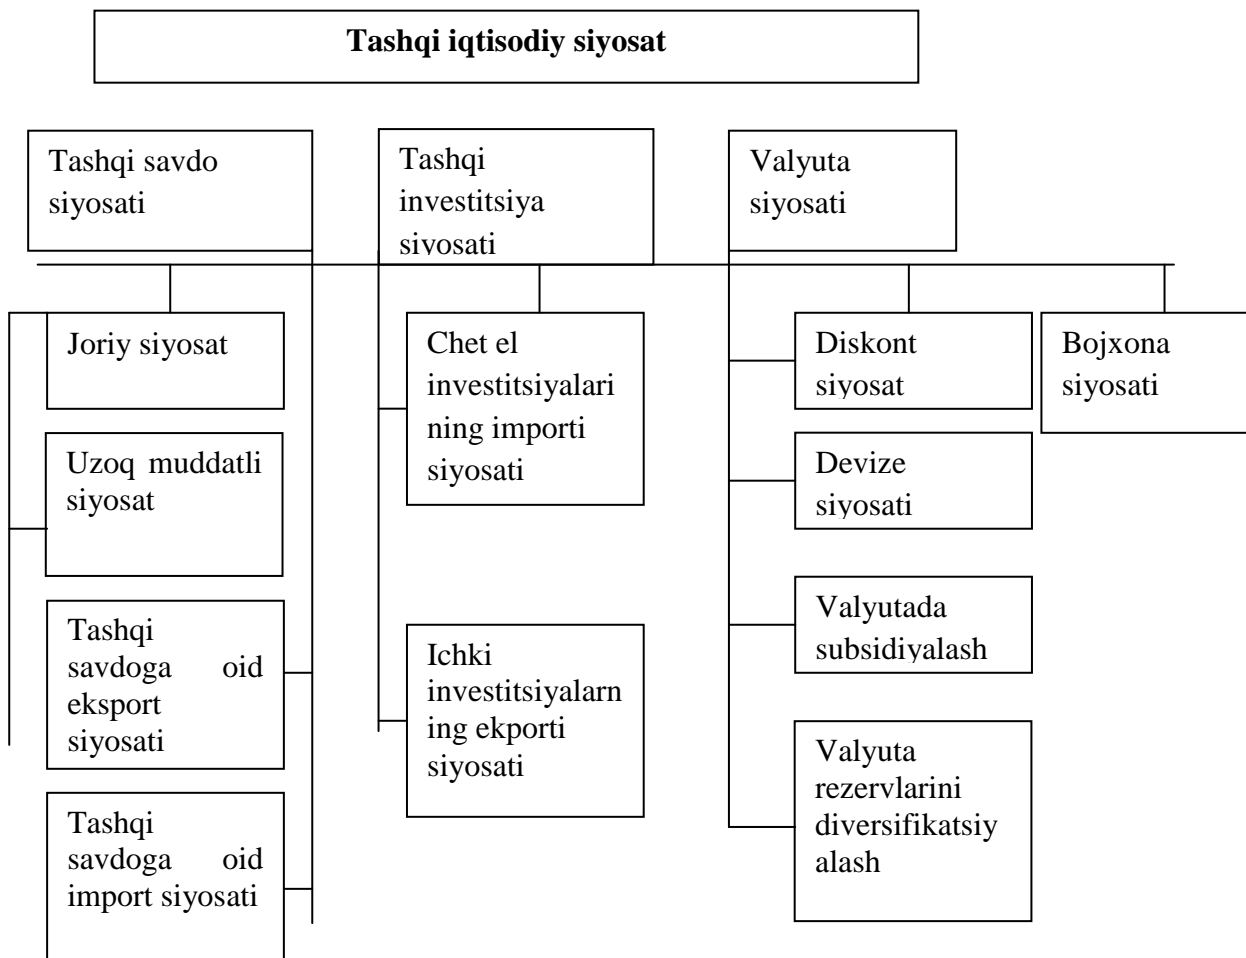 Tashqi iqtisodiy siyosat
Tashqi savdo
siyosati
Tashqi
investitsiya
siyosati
Valyuta
siyosati
Joriy siyosat
Uzoq muddatli
siyosat
Tashqi
savdoga oid
eksport
siyosati
Tashqi
savdoga oid
import siyosati
Chet el
investitsiyalari
ning importi
siyosati
Ichki
investitsiyalarn
ing ekporti
siyosati
Diskont
siyosat
Devize
siyosati
Valyutada
subsidiyalash
Valyuta
rezervlarini
diversifikatsiy
alash
Bojxona
siyosati